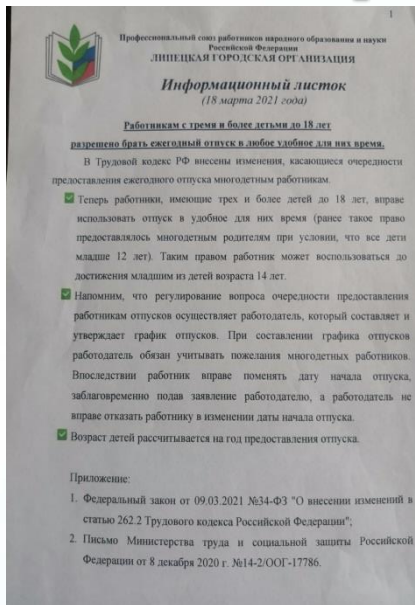 1
Профессиональный союз работников народного образования и науки
Российской Федерации
ЛИПЕЦКАЯ ГОРОДСКАЯ ОРГАНИЗАЦИЯ
Информационный листок
(18 марта 2021 года)
Работникам с тремя и более детьми до 18 лет
разрешено брать ежегодный отпуск в любое удобное для них время.
В Трудовой кодекс РФ внесены изменения, касающиеся очередности
предоставления ежегодного отпуска многодетным работникам.
Теперь работники, имеющие трех и более детей до 18 лет, вправе
использовать отпуск в удобное для них время (ранее такое право
предоставлялось многодетным родителям при условии, что все дети
младше 12 лет). Таким правом работник может воспользоваться до
достижения младшим из детей возраста 14 лет.
Напомним, что регулирование вопроса очередности предоставления
работникам отпусков осуществляет работодатель, который составляет и
утверждает график отпусков. При составлении графика отпусков
работодатель обязан учитывать пожелания многодетных работников.
Впоследствии работник вправе поменять дату начала отпуска,
заблаговременно подав заявление работодателю, а работодатель не
вправе отказать работнику в изменении даты начала отпуска.
Возраст детей рассчитывается на год предоставления отпуска.
Приложение:
1. Федеральный закон от 09.03.2021 №34-ФЗ "О внесении изменений в
статью 262.2 Трудового кодекса Российской Федерации";
2. Письмо Министерства труда и социальной защиты Российской
Федерации от 8 декабря 2020 г. №14-2/ООГ-17786.